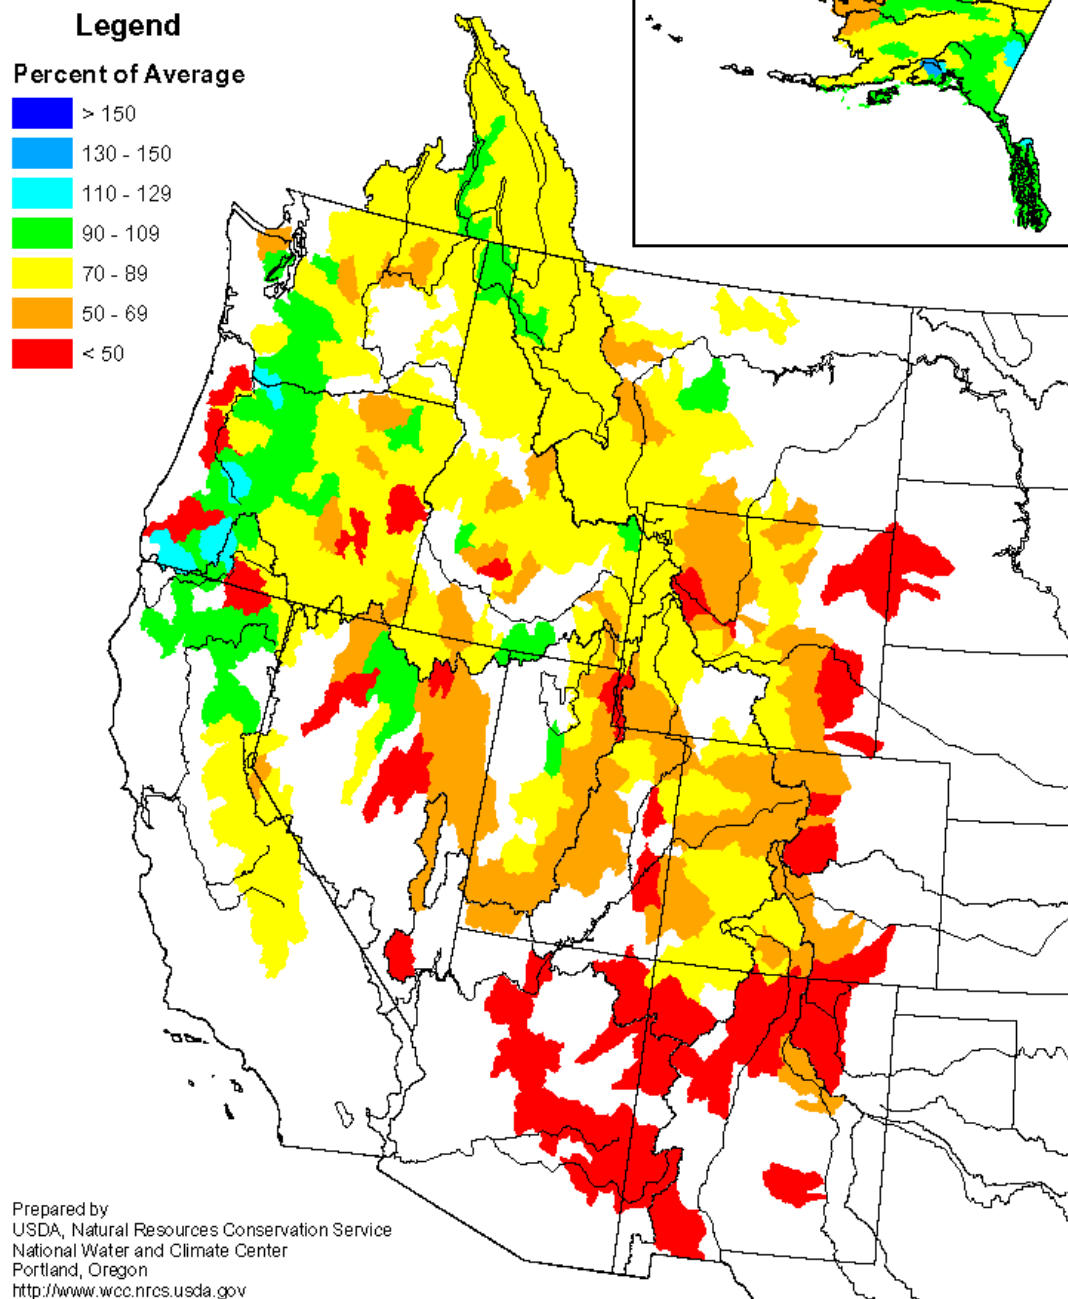 Legend
Percent of Average
> 150
130 - 150
110 - 129
90 - 109
70 - 89
50 - 69
< 50
Prepared by
USDA, Natural Resources Conservation Service
National Water and Climate Center
Portland, Oregon
http://www.wcc.nrcs.usda.gov